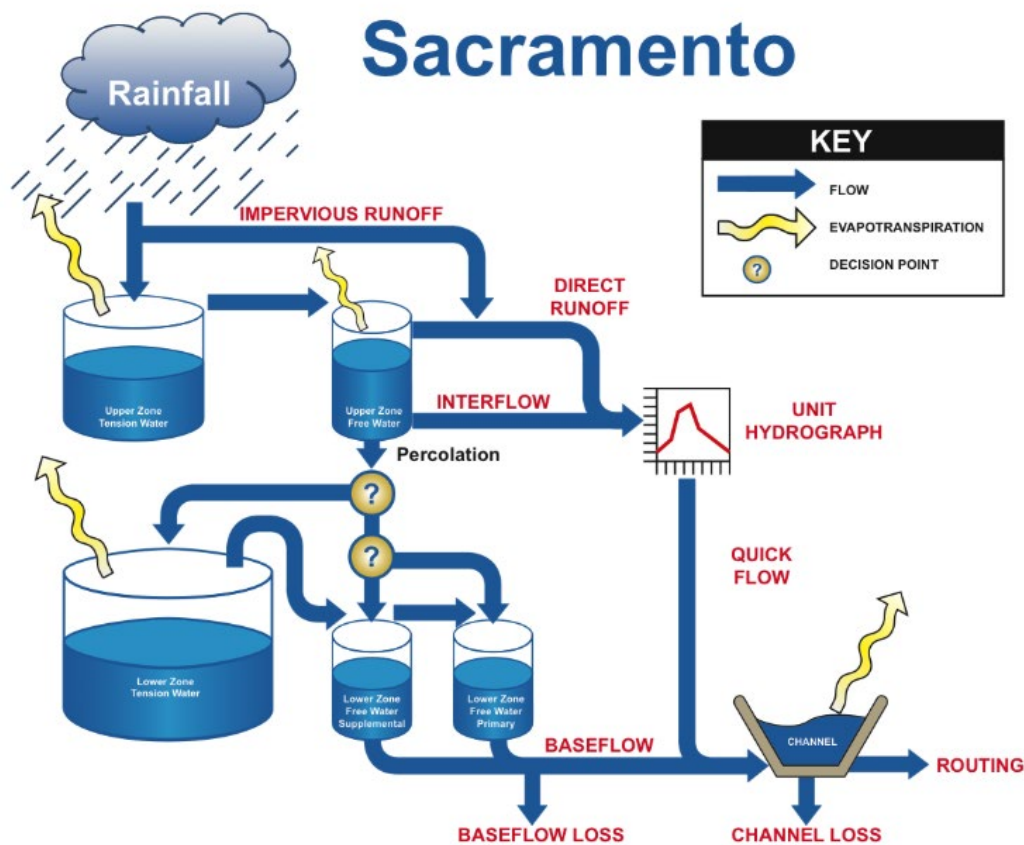 Sacramento
Rainfall
KEY
FLOW
EVAPOTRANSPIRATION
?
DECISION POINT
IMPERVIOUS RUNOFF
DIRECT
RUNOFF
Upper Zone
Tension Water
Upper Zone
Free Water
INTERFLOW
UNIT
HYDROGRAPH
Percolation
?
?
QUICK
FLOW
Lower Zone
Tension Water
Lower Zone
Free Water
Supplemental
Lower Zone
Free Water
Primary
BASEFLOW
CHANNEL
ROUTING
BASEFLOW LOSS
CHANNEL LOSS